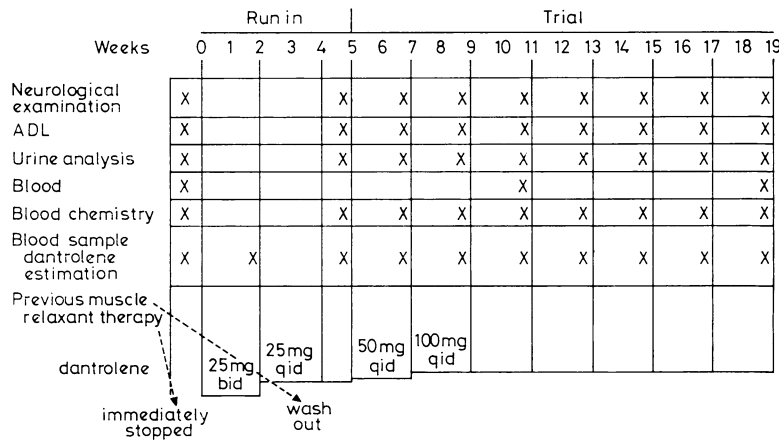 Run in Trial
Weeks 0 1 2 3 4 5 6 7 8 9 10 11 12 13 14 15 16 17 18 19
Neurological
examination X X X X X X X X X
ADL X X X X X X X X X
Urine analysis X X X X X X X X X
Blood X X X
Blood chemistry X X X X X X X X X
Blood sample
dantrolene
estimation X X X X X X X X X X
Previous muscle
relaxant therapy
dantrolene
25mg
bid
25mg
qid
50mg
qid
100mg
qid
immediately
stopped
wash
out